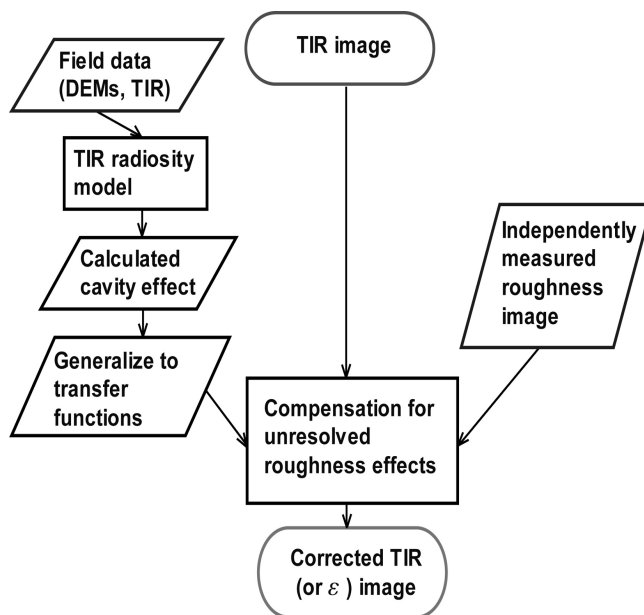 Field data
(DEMs, TIR)
TIR image
TIR radiosity
model
Calculated
cavity effect
Generalize to
transfer
functions
Independently
measured
roughness
image
Compensation for
unresolved
roughness effects
Corrected TIR
(or ε ) image